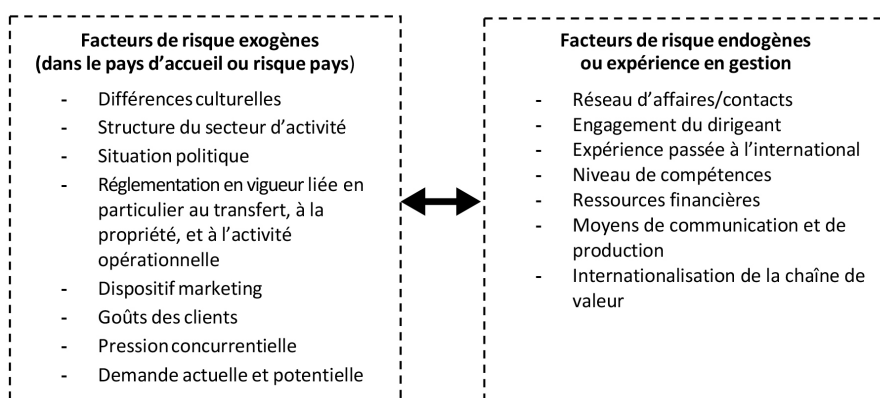 Facteurs de risque exogènes
(dans le pays d'accueil ou risque pays)
- Différences culturelles
- Structure du secteur d'activité
- Situation politique
- Réglementation en vigueur liée en
particulier au transfert, à la
propriété, et à l'activité
opérationnelle
- Dispositif marketing
- Goûts des clients
- Pression concurrentielle
- Demande actuelle et potentielle
Facteurs de risque endogènes
ou expérience en gestion
- Réseau d'affaires/contacts
- Engagement du dirigeant
- Expérience passée à l'international
- Niveau de compétences
- Ressources financières
- Moyens de communication et de
production
- Internationalisation de la chaîne de
valeur